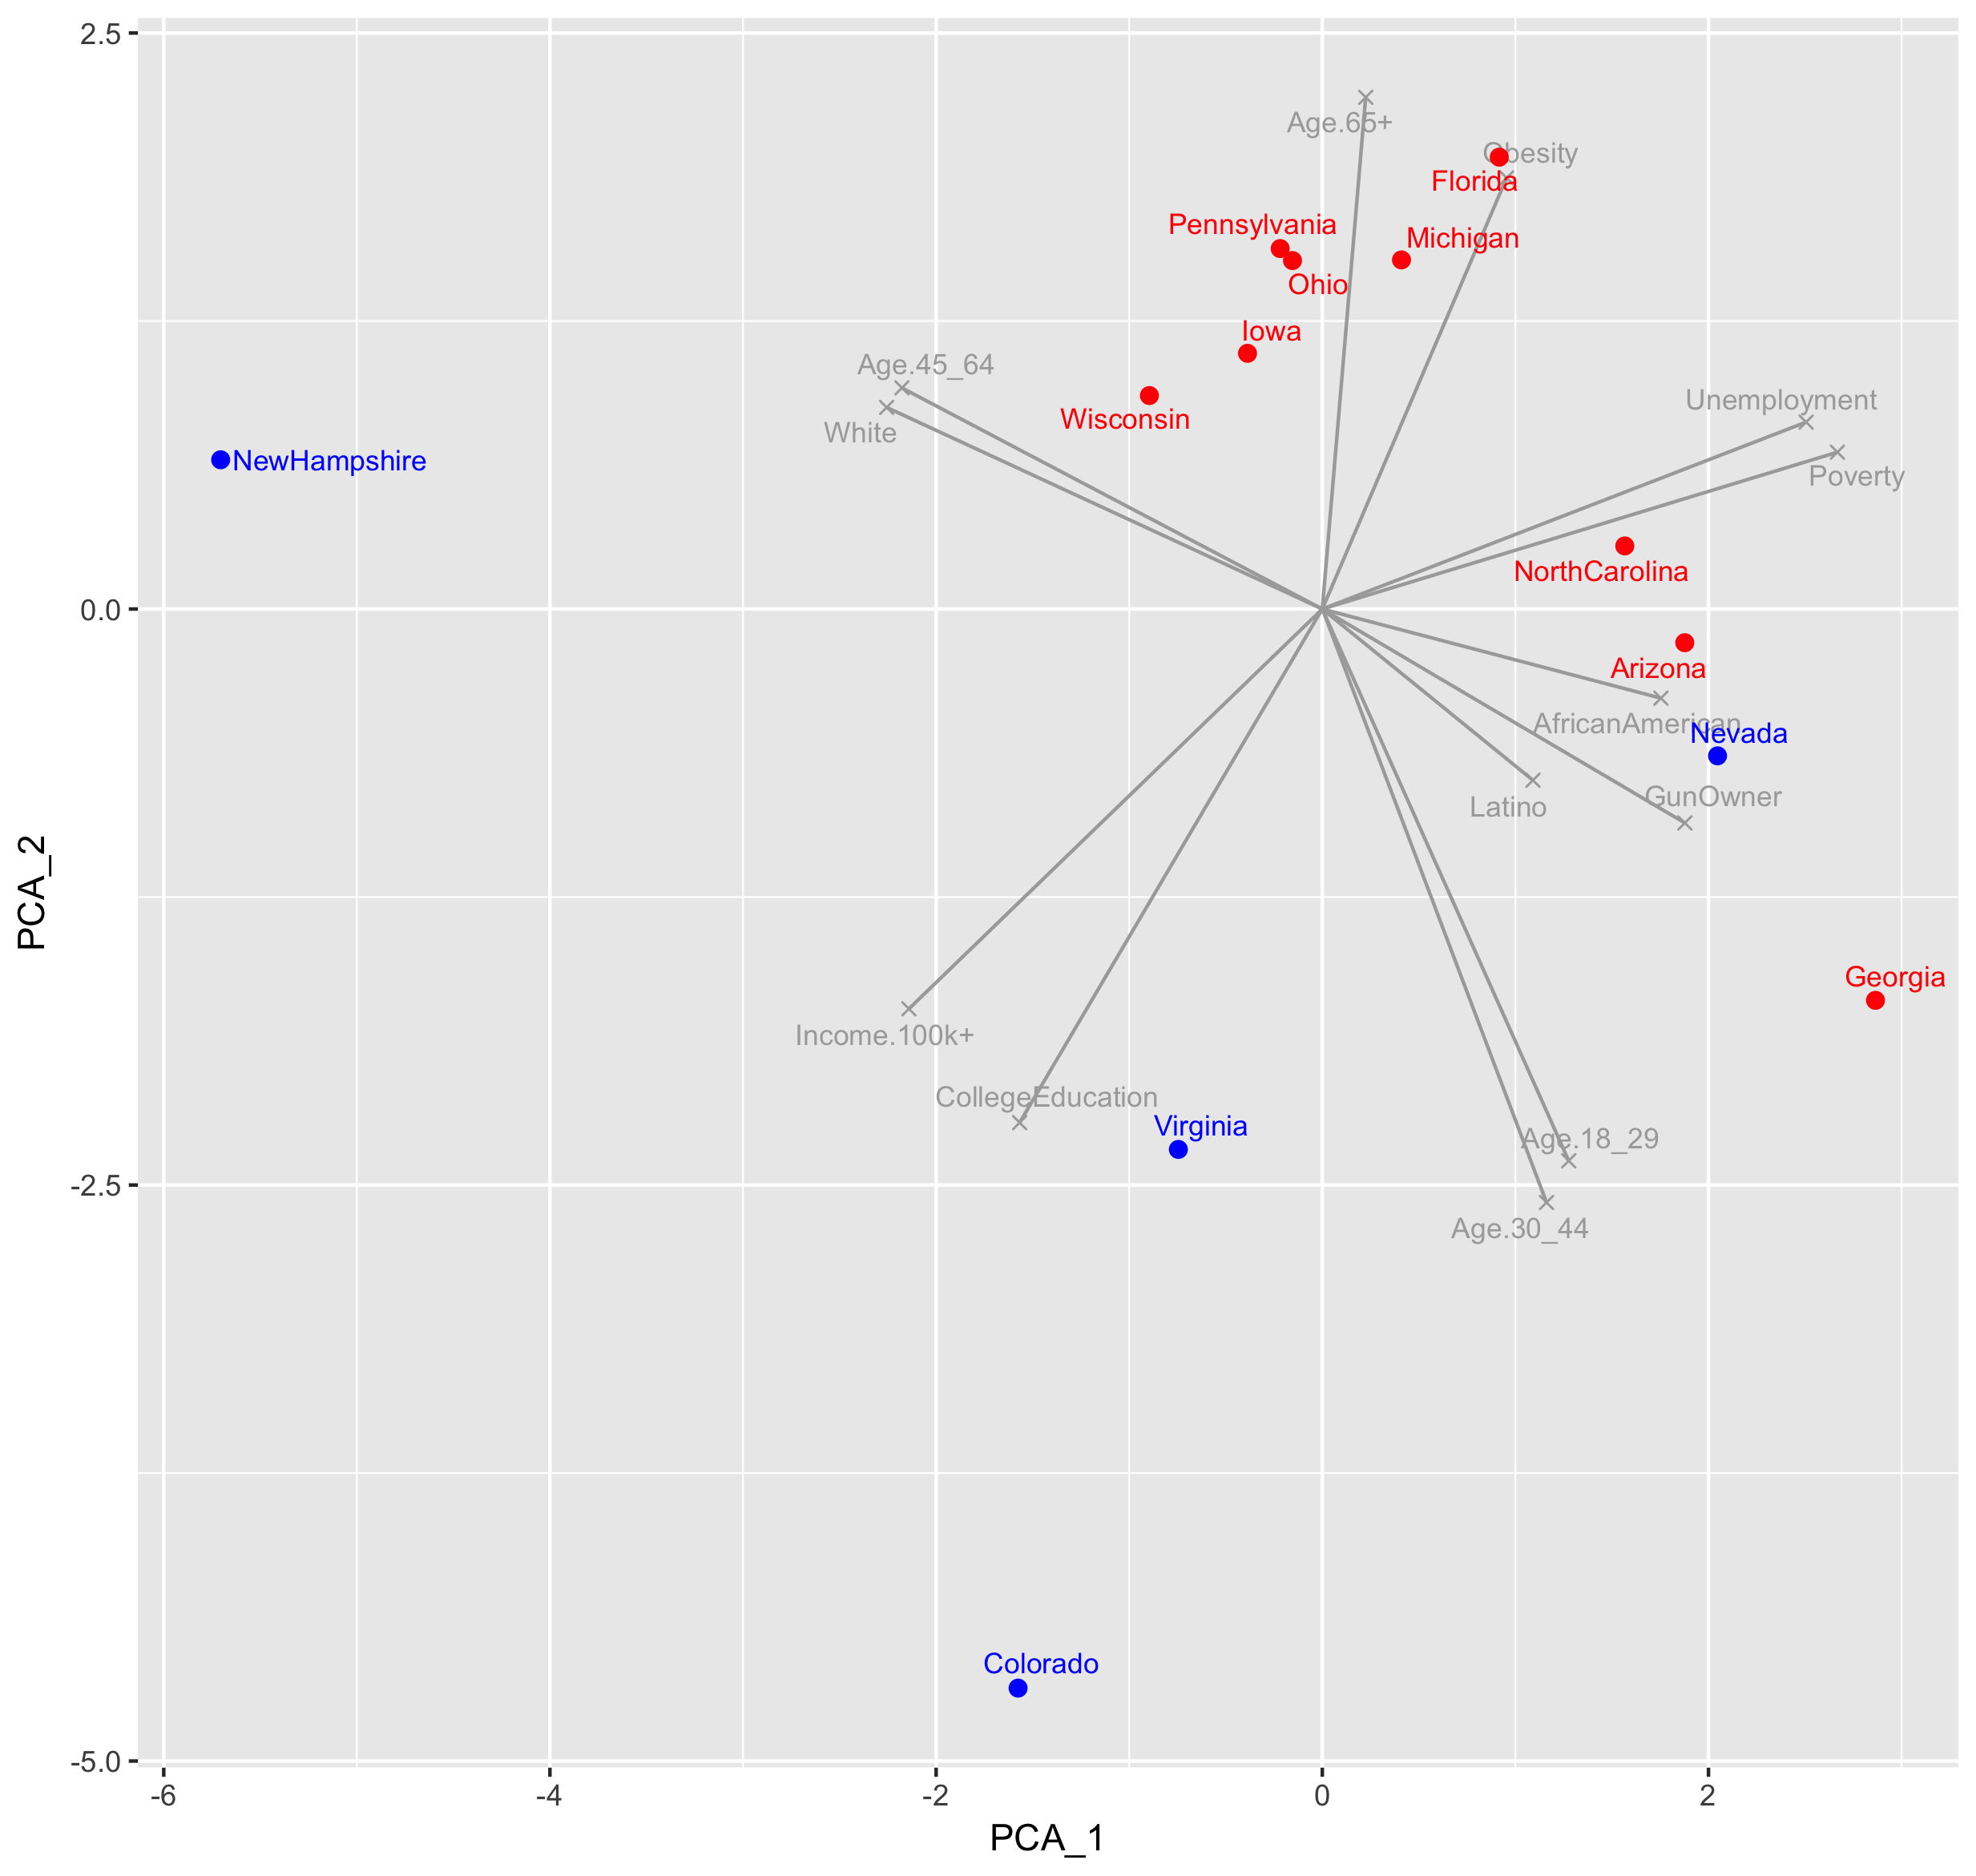 2.5
Age.65+
Obesity
Florida
Pennsylvania
Michigan
Ohio
Iowa
Age.45_64
Unemployment
Wisconsin
White
NewHampshire
Poverty
NorthCarolina
0.0
Arizona
AfricanAmerican
Nevada
GunOwner
Latino
PCA_2
Georgia
Income.100k+
CollegeEducation
Virginia
Age.18_29
-2.5
Age.30_44
Colorado
-5.0
-6 -4 -2 0 2
PCA_1